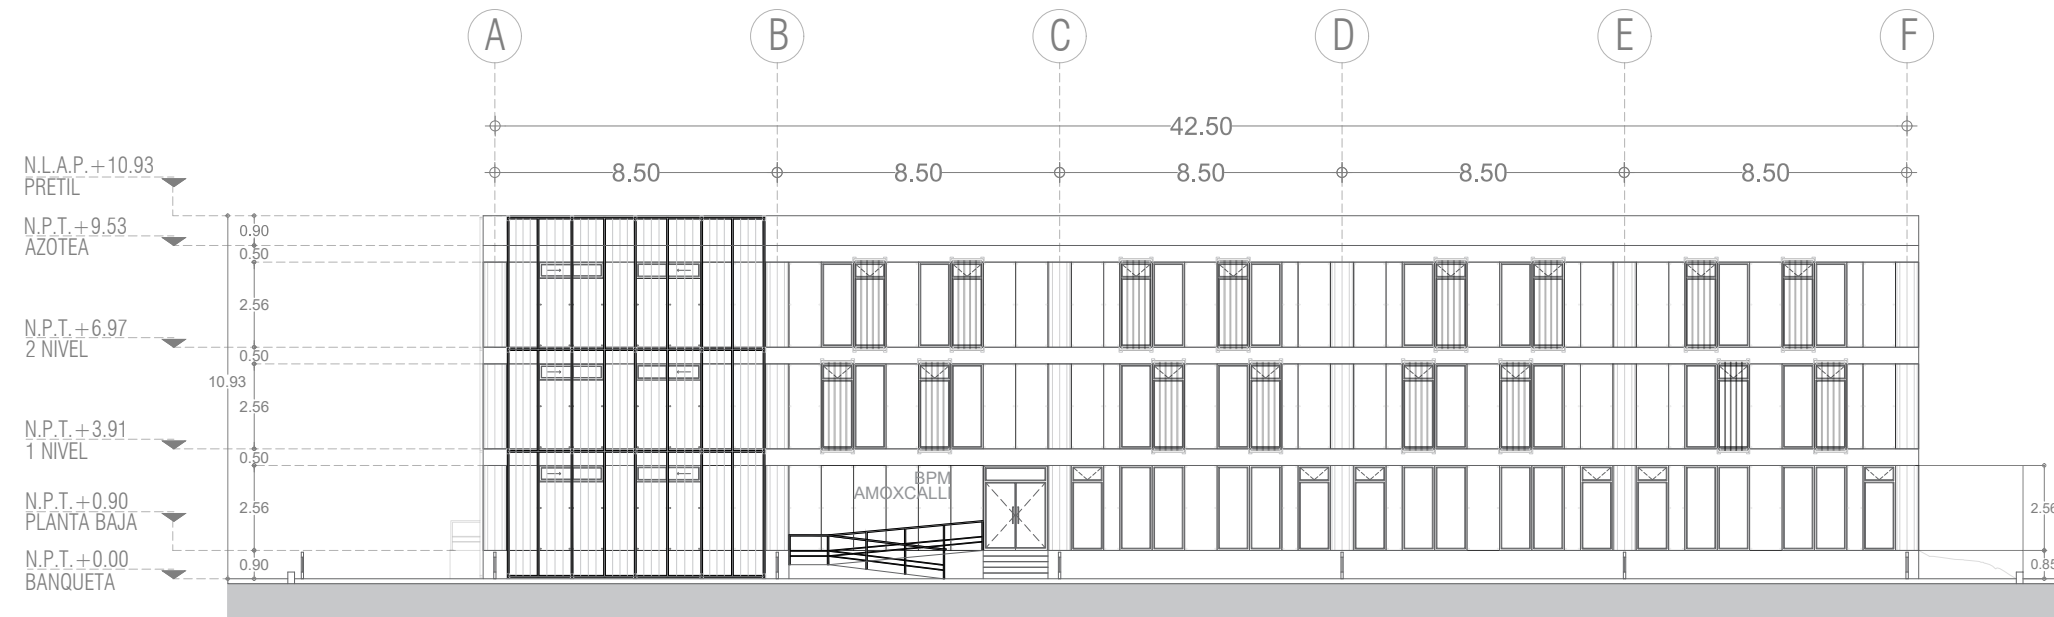 A B C D E F
42.50
8.50 8.50 8.50 8.50 8.50
N.L.A.P.+10.93
PRETIL
N.P.T.+9.53
AZOTEA
0.90
0.50
2.56
N.P.T.+6.97
2 NIVEL
0.50
10.93
2.56
N.P.T.+3.91
1 NIVEL
0.50
BPM
AMOXCALLI
N.P.T.+0.90
PLANTA BAJA
2.56
2.56
N.P.T.+0.00
BANQUETA
0.90
0.85